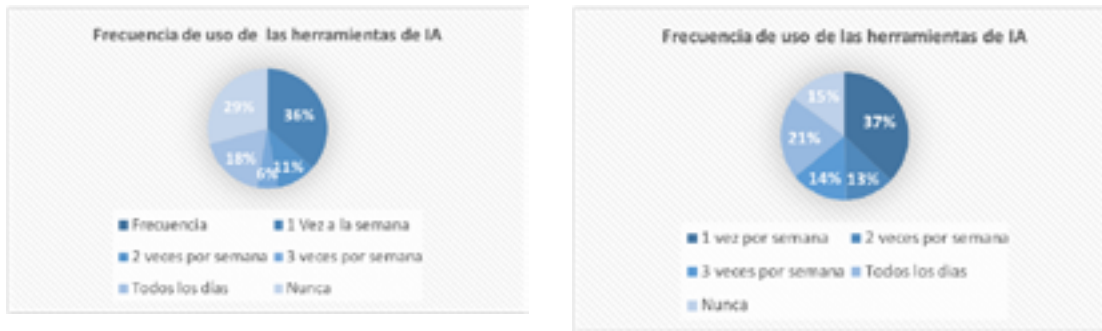 Frecuencia de uso de las herramientas de IA
29%
36%
18%
6%
11%
Frecuencia
1 Vez a la semana
2 veces por semana
3 veces por semana
Todos los días
Nunca
Frecuencia de uso de las herramientas de IA
15%
37%
21%
14%
13%
1 vez por semana
2 veces por semana
3 veces por semana
Todos los dias
Nunca